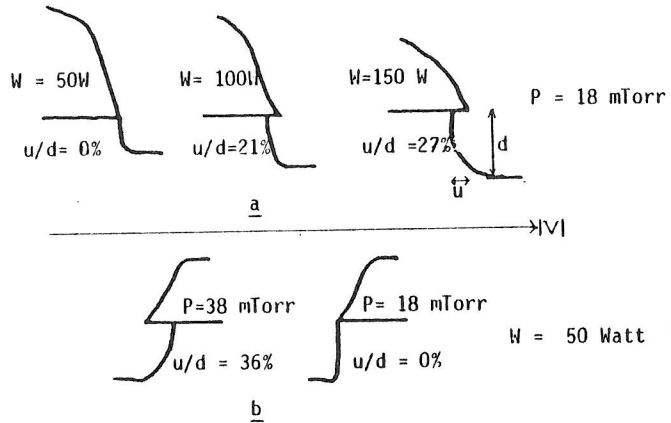 W = 50W
W= 100W
W=150 W
P = 18 mTorr
u/d= 0%
u/d=21%
u/d =27%
d
u
a
|V|
P=38 mTorr
P= 18 mTorr
W = 50 Watt
u/d = 36%
u/d = 0%
b